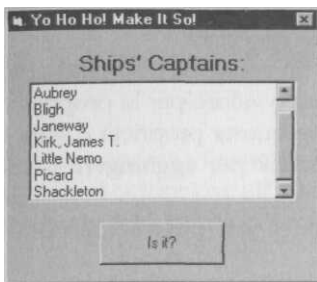 Yo Ho Ho! Make It So!
Ships' Captains:
Aubrey
Bligh
Janeway
Kirk, James T.
Little Nemo
Picard
Shackleton
Is it?